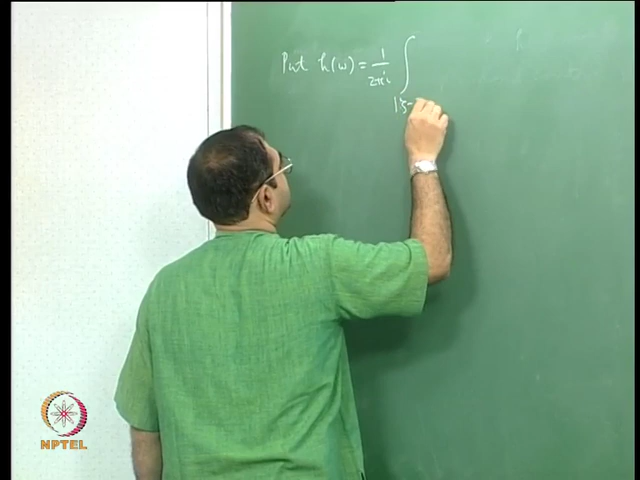 Put h(w) = 1/2πi ∫
|ζ-
NPTEL